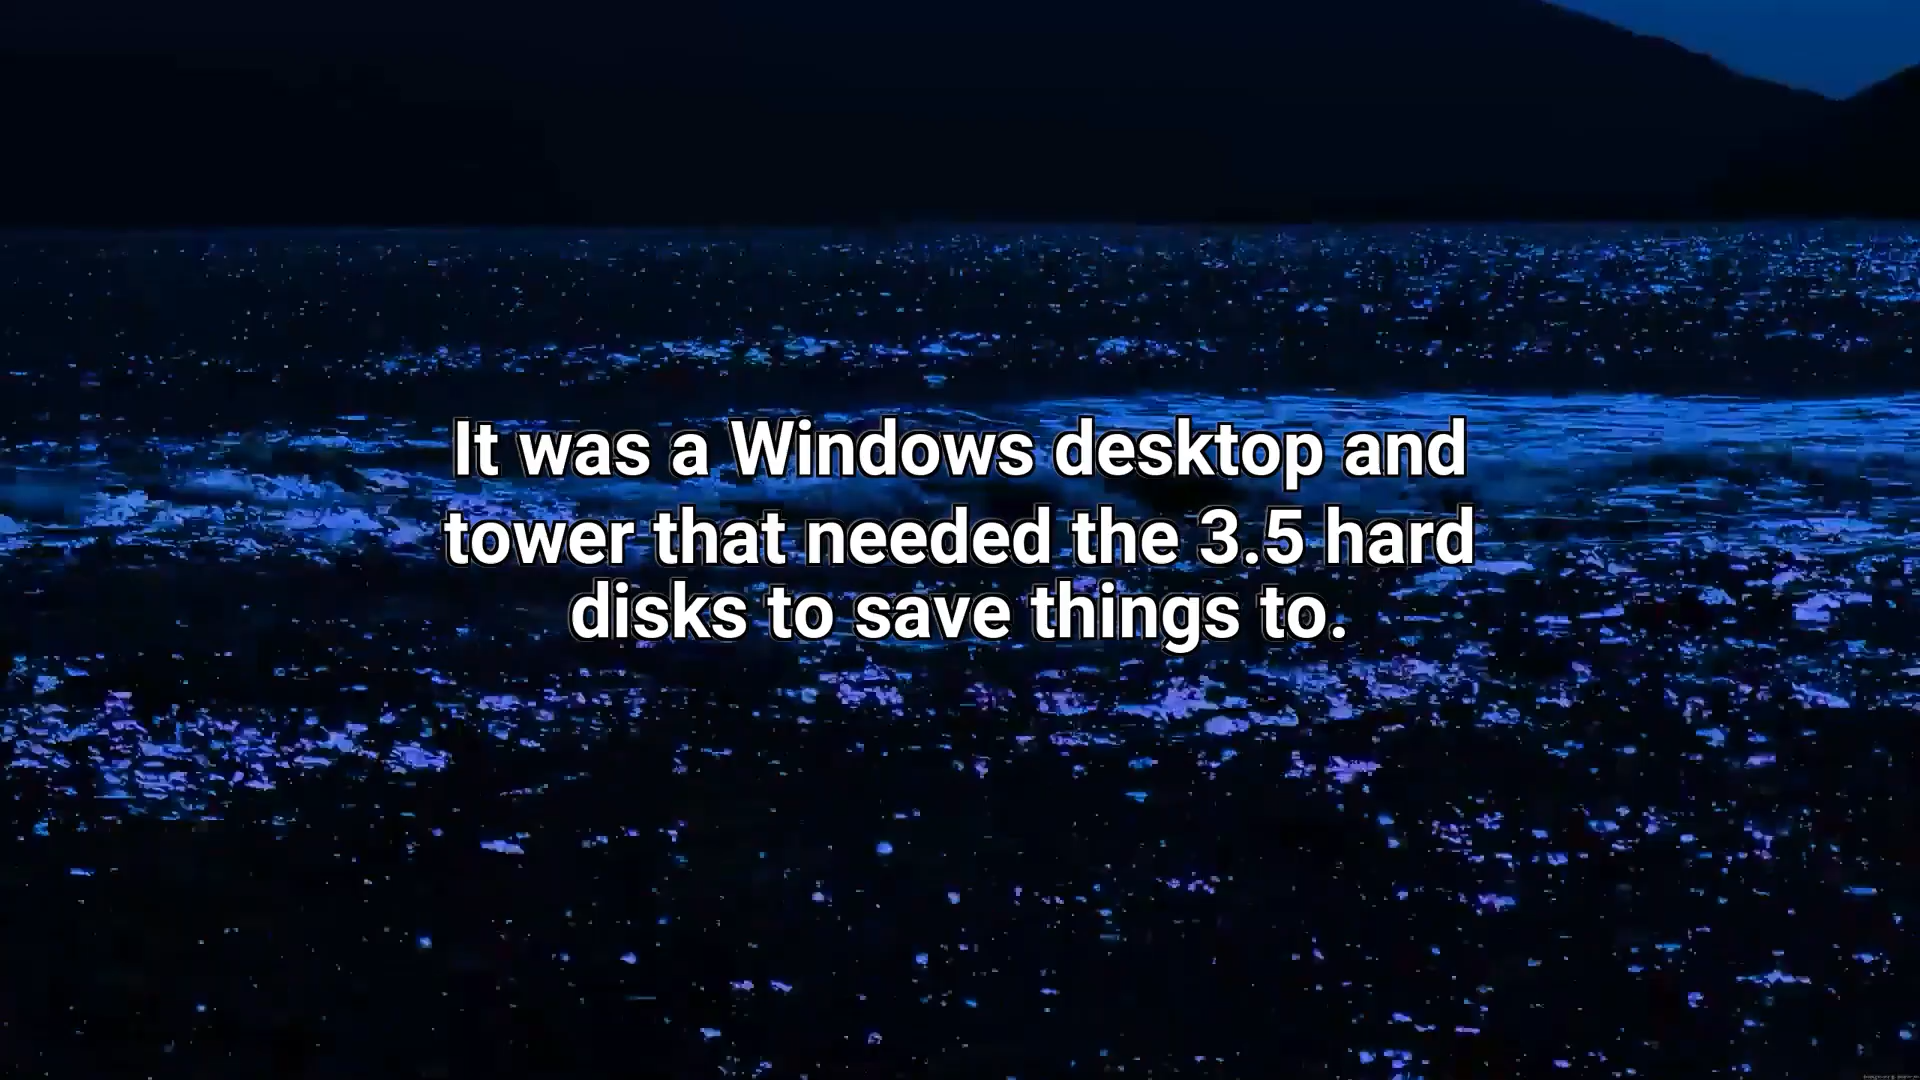 It was a Windows desktop and
tower that needed the 3.5 hard
disks to save things to.